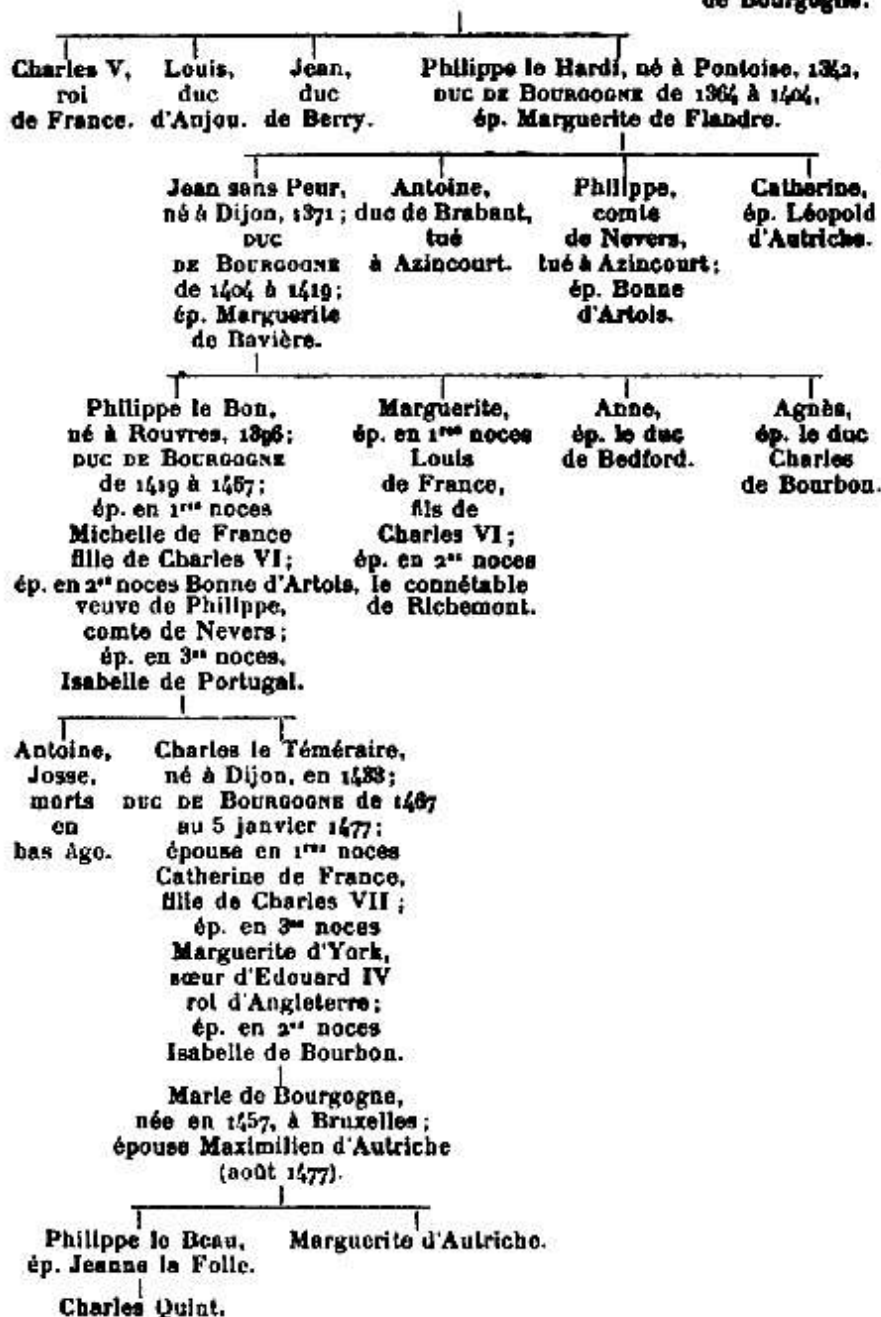 de Bourgogne.
Charles V,
roi
de France.
Louis,
duc
d'Anjou.
Jean,
duc
de Berry.
Philippe le Hardi, né à Pontoise, 1342,
DUC DE BOURGOGNE de 1364 à 1404,
ép. Marguerite de Flandre.
Jean sans Peur,
né à Dijon, 1371;
DUC
DE BOURGOGNE
de 1404 à 1419;
ép. Marguerite
de Bavière.
Antoine,
duc de Brabant,
tué
à Azincourt.
Philippe,
comte
de Nevers,
tué à Azincourt;
ép. Bonne
d'Artois.
Catherine,
ép. Léopold
d'Autriche.
Philippe le Bon,
né à Rouvres, 1396;
DUC DE BOURGOGNE
de 1419 à 1467;
ép. en 1res noces
Michelle de France
fille de Charles VI;
ép. en 2es noces Bonne d'Artois,
veuve de Philippe,
comte de Nevers;
ép. en 3es noces,
Isabelle de Portugal.
Marguerite,
ép. en 1res noces
Louis
de France,
fils de
Charles VI;
ép. en 2es noces
le connétable
de Richemont.
Anne,
ép. le duc
de Bedford.
Agnès,
ép. le duc
Charles
de Bourbon.
Antoine,
Josse,
morts
en
bas âge.
Charles le Téméraire,
né à Dijon, en 1433;
DUC DE BOURGOGNE de 1467
au 5 janvier 1477;
épouse en 1res noces
Catherine de France,
fille de Charles VII;
ép. en 3es noces
Marguerite d'York,
sœur d'Edouard IV
roi d'Angleterre;
ép. en 2es noces
Isabelle de Bourbon.
Marie de Bourgogne,
née en 1457, à Bruxelles;
épouse Maximilien d'Autriche
(août 1477).
Philippe le Beau,
ép. Jeanne la Folle.
Marguerite d'Autriche.
Charles Quint.